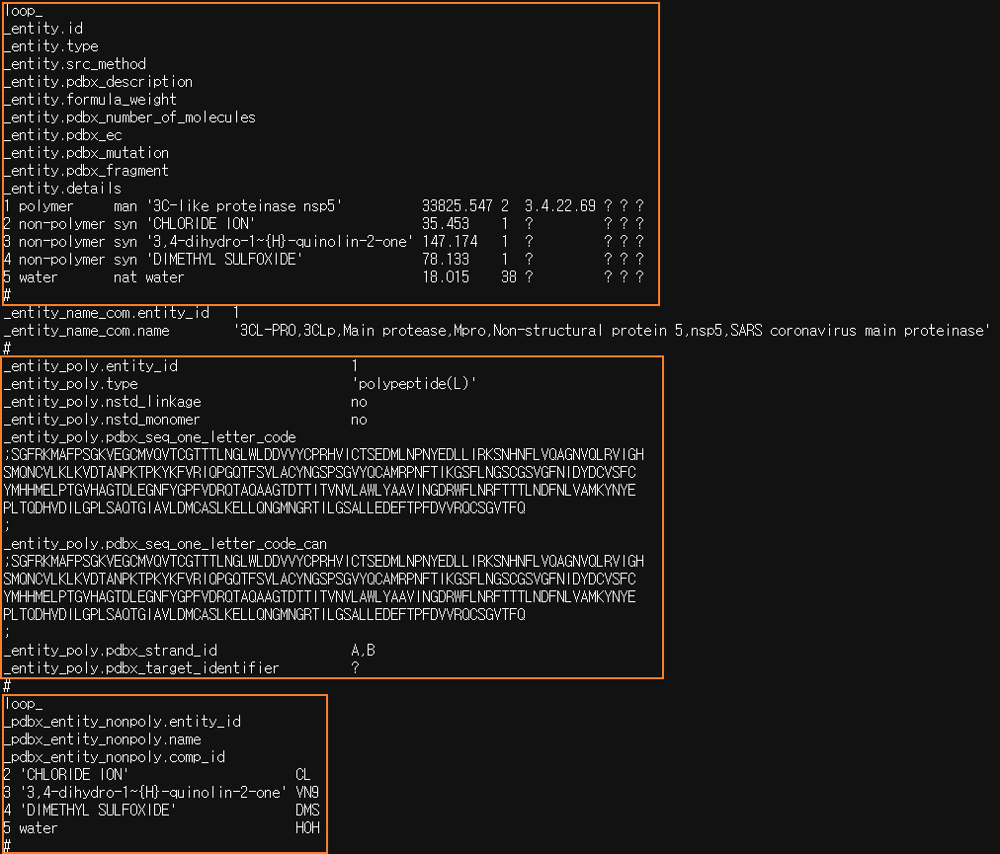 loop_
_entity.id
_entity.type
_entity.src_method
_entity.pdbx_description
_entity.formula_weight
_entity.pdbx_number_of_molecules
_entity.pdbx_ec
_entity.pdbx_mutation
_entity.pdbx_fragment
_entity.details
1 polymer     man '3C-like proteinase nsp5'          33825.547 2  3.4.22.69 ? ? ?
2 non-polymer syn 'CHLORIDE ION'                     35.453    1  ?         ? ? ?
3 non-polymer syn '3,4-dihydro-1~{H}-quinolin-2-one' 147.174   1  ?         ? ? ?
4 non-polymer syn 'DIMETHYL SULFOXIDE'               78.133    1  ?         ? ? ?
5 water       nat water                              18.015    38 ?         ? ? ?
#
_entity_name_com.entity_id   1
_entity_name_com.name        '3CL-PRO,3CLp,Main protease,Mpro,Non-structural protein 5,nsp5,SARS coronavirus main proteinase'
#
_entity_poly.entity_id                      1
_entity_poly.type                           'polypeptide(L)'
_entity_poly.nstd_linkage                   no
_entity_poly.nstd_monomer                   no
_entity_poly.pdbx_seq_one_letter_code
;SGFRKMAFPSGKVEGCMVQVTCGTTTLNGLWLDDVVYCPRHVICTSEDMLNPNYEDLLIRKSNHNFLVQAGNVQLRVIGH
SMQNCVLKLKVDTANPKTPKYKFVRIQPGQTFSVLACYNGSPSGVYQCAMRPNFTIKGSFLNGSCGSVGFNIDYDCVSFC
YMHHMELPTGVHAGTDLEGNFYGPFVDRQTAQAAGTDTTITVNVLAWLYAAVINGDRWFLNRFTTTLNDFNLVAMKYNYE
PLTQDHVDILGPLSAQTGIAVLDMCASLKELLQNGMNGRTILGSALLEDEFTPFDVVRQCSGVTFQ
;
_entity_poly.pdbx_seq_one_letter_code_can
;SGFRKMAFPSGKVEGCMVQVTCGTTTLNGLWLDDVVYCPRHVICTSEDMLNPNYEDLLIRKSNHNFLVQAGNVQLRVIGH
SMQNCVLKLKVDTANPKTPKYKFVRIQPGQTFSVLACYNGSPSGVYQCAMRPNFTIKGSFLNGSCGSVGFNIDYDCVSFC
YMHHMELPTGVHAGTDLEGNFYGPFVDRQTAQAAGTDTTITVNVLAWLYAAVINGDRWFLNRFTTTLNDFNLVAMKYNYE
PLTQDHVDILGPLSAQTGIAVLDMCASLKELLQNGMNGRTILGSALLEDEFTPFDVVRQCSGVTFQ
;
_entity_poly.pdbx_strand_id                 A,B
_entity_poly.pdbx_target_identifier         ?
#
loop_
_pdbx_entity_nonpoly.entity_id
_pdbx_entity_nonpoly.name
_pdbx_entity_nonpoly.comp_id
2 'CHLORIDE ION'                     CL
3 '3,4-dihydro-1~{H}-quinolin-2-one' VN9
4 'DIMETHYL SULFOXIDE'               DMS
5 water                              HOH
#